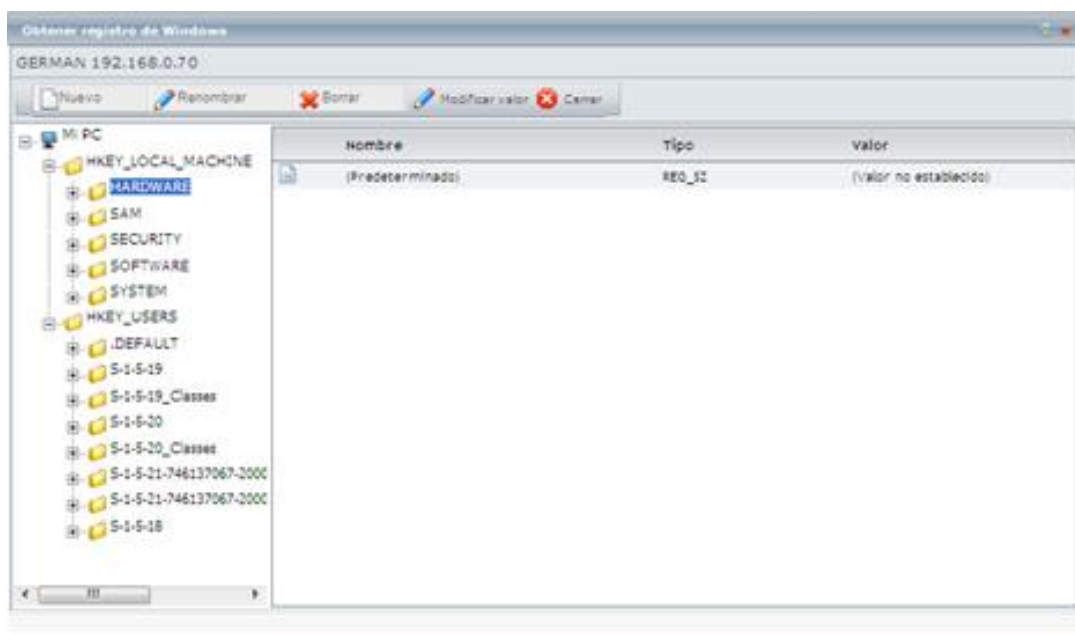 Obtener registro de Windows
GERMAN 192.168.0.70
Nuevo Renombrar Borrar Modificar valor Cerrar
Mi PC
HKEY_LOCAL_MACHINE
HARDWARE
SAM
SECURITY
SOFTWARE
SYSTEM
HKEY_USERS
.DEFAULT
S-1-5-19
S-1-5-19_Classes
S-1-5-20
S-1-5-20_Classes
S-1-5-21-746137067-2000
S-1-5-21-746137067-2000
S-1-5-18
Nombre Tipo Valor
(Predeterminado) REG_SZ (Valor no establecido)